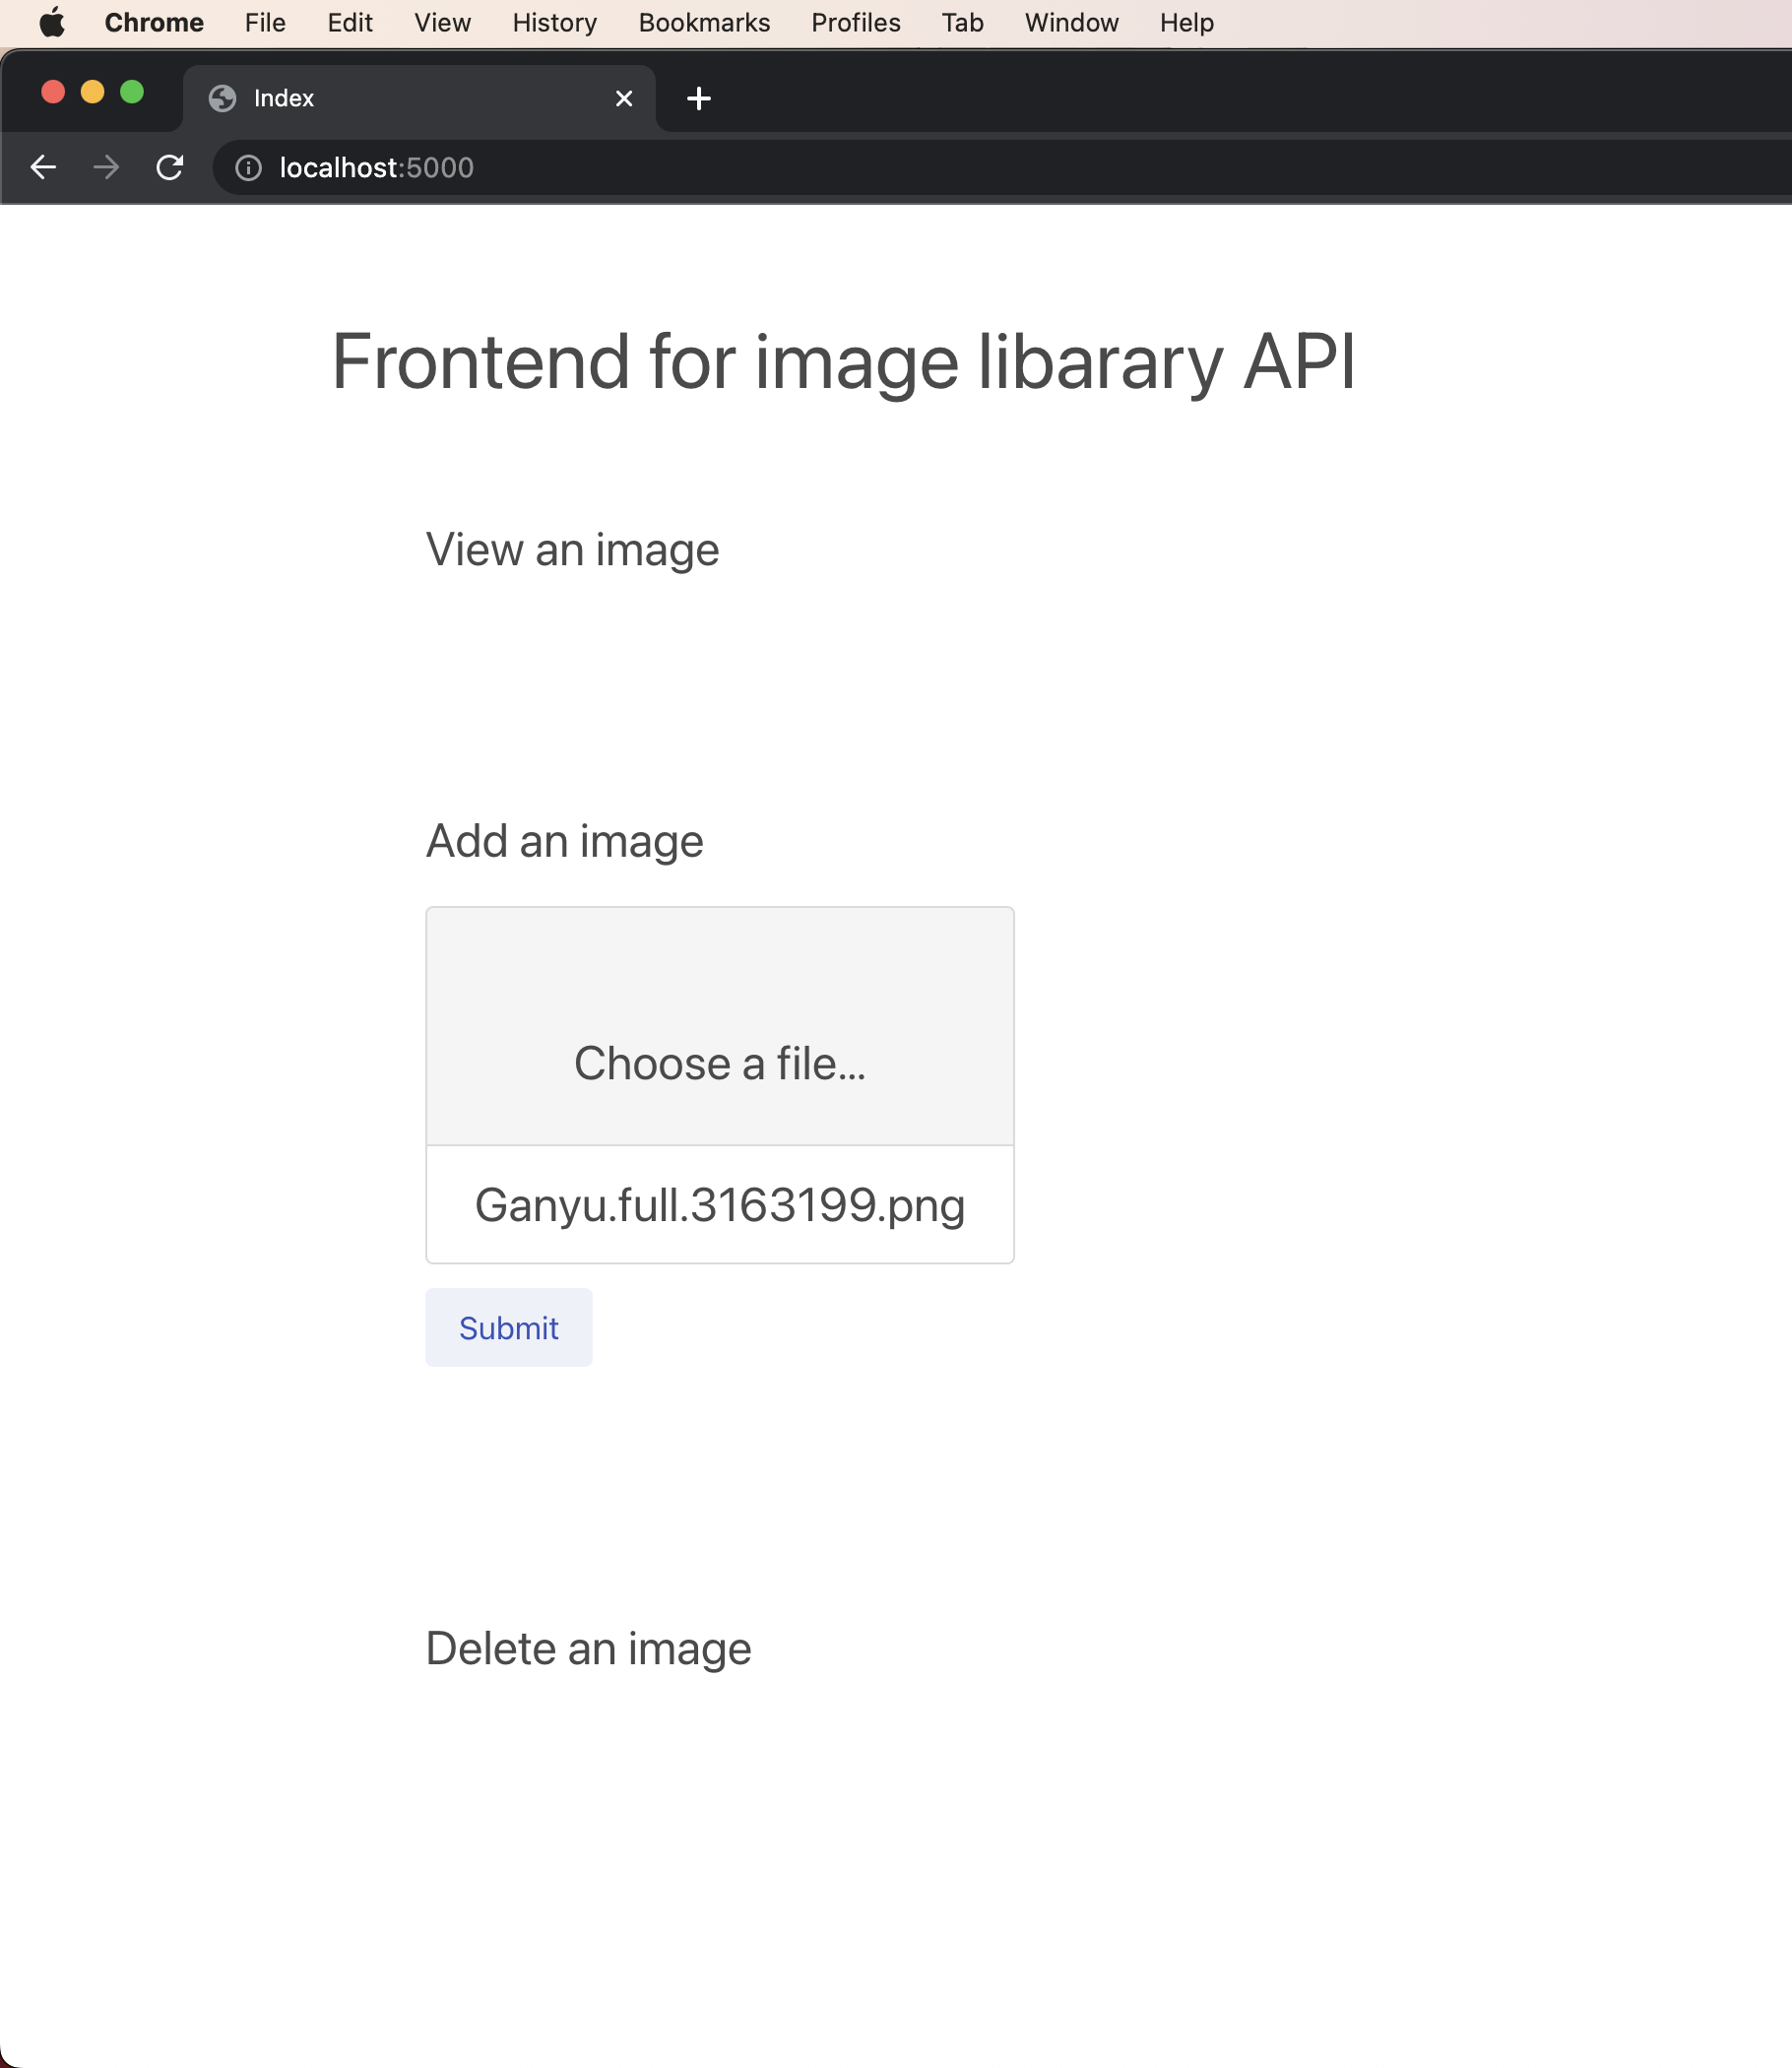 Chrome File Edit View History Bookmarks Profiles Tab Window Help
Index
localhost:5000
Frontend for image libarary API
View an image
Add an image
Choose a file...
Ganyu.full.3163199.png
Submit
Delete an image